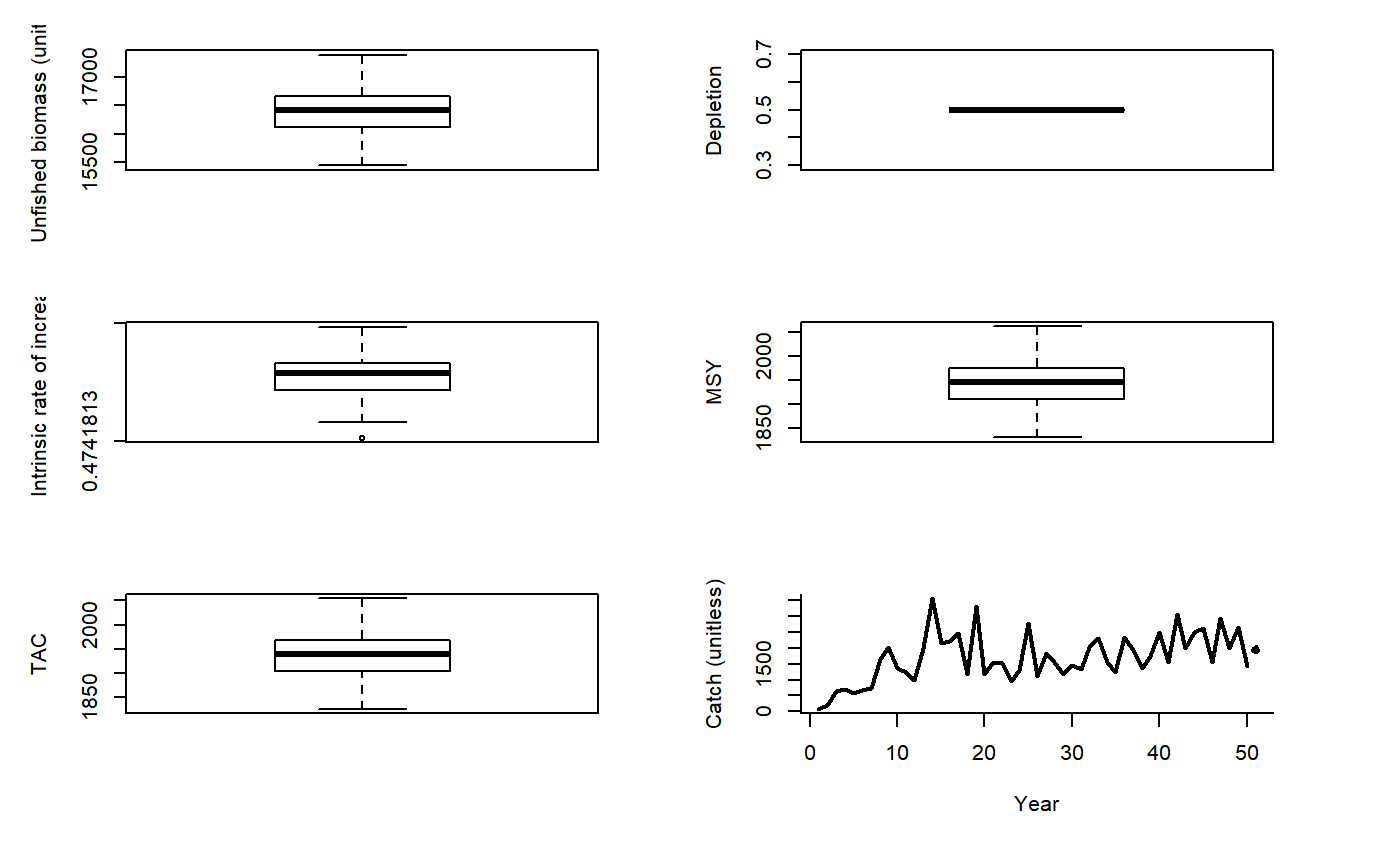 Unfished biomass (unit
17000
15500
Depletion
0.7
0.5
0.3
Intrinsic rate of increa
0.4741813
MSY
2000
1850
TAC
2000
1850
Catch (unitless)
1500
0
0 10 20 30 40 50
Year